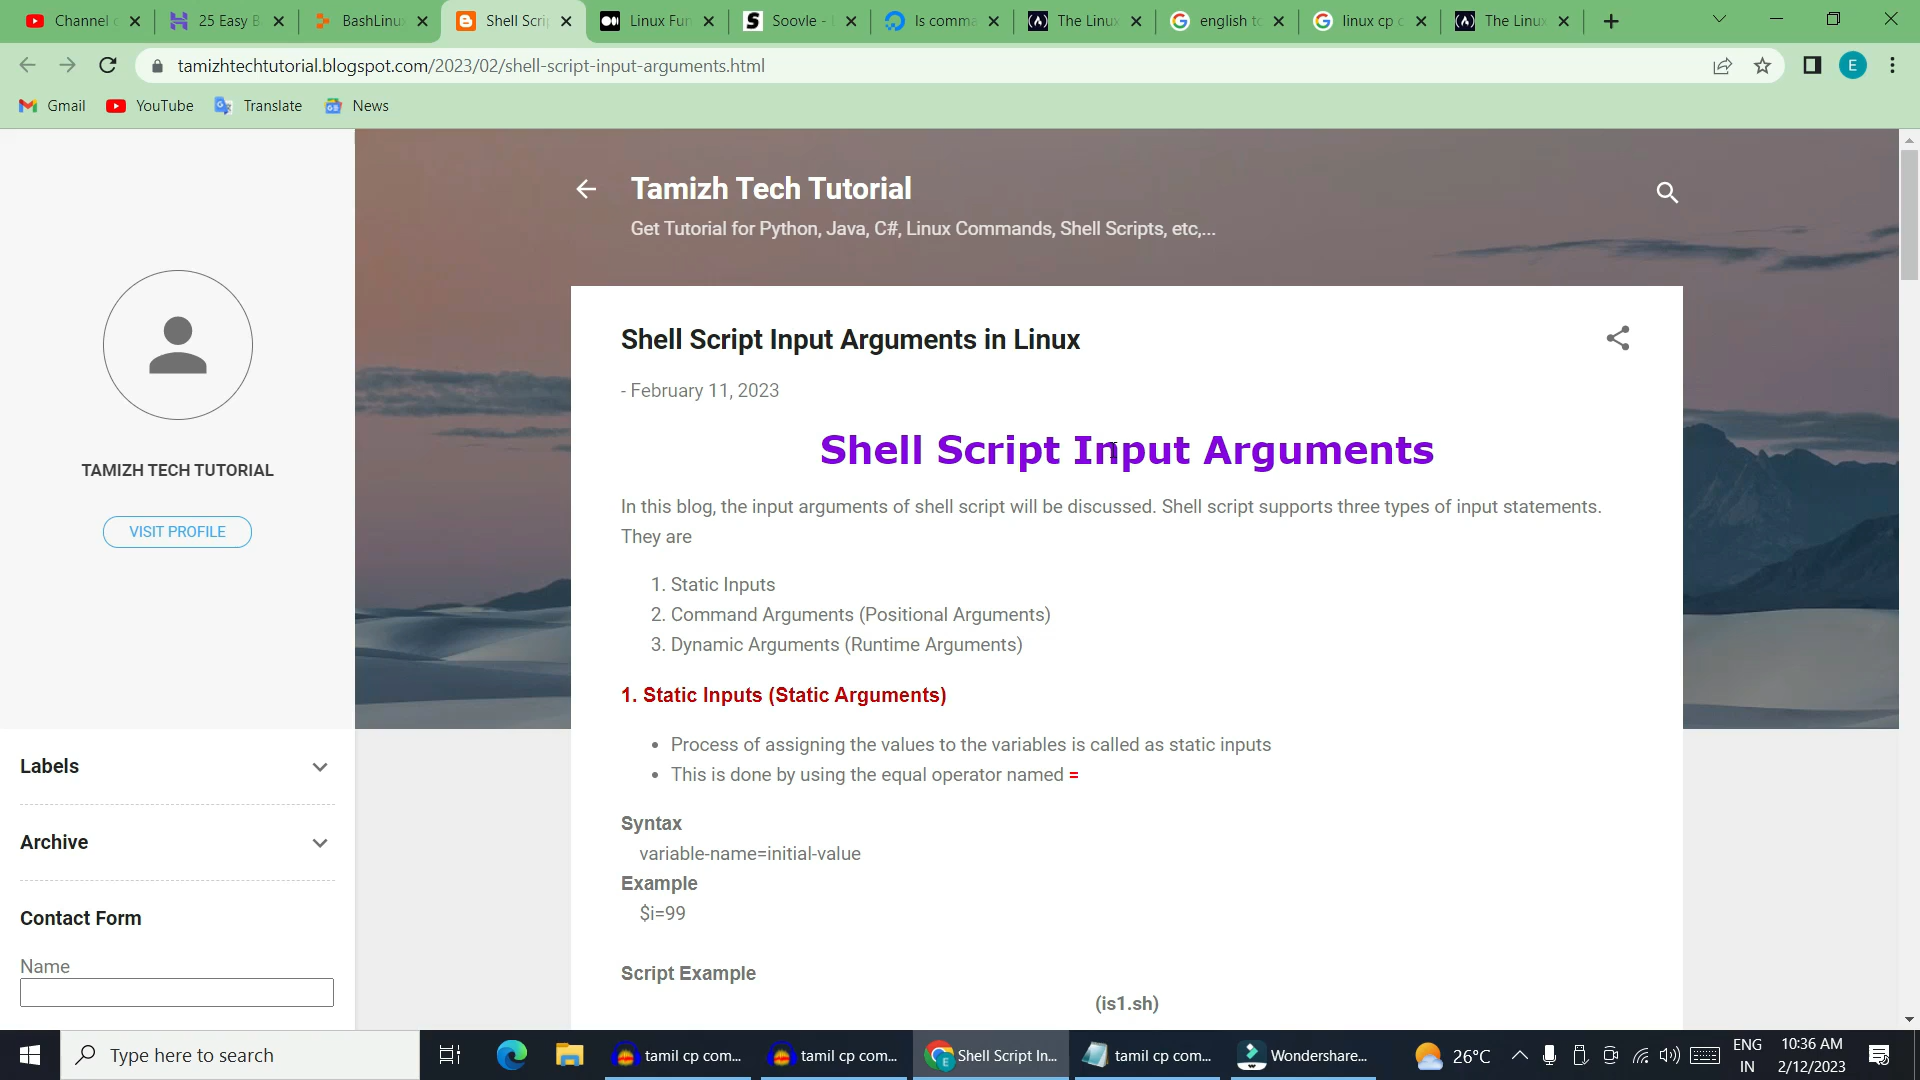 Channel
25 Easy B
BashLinu
Shell Scri
Linux Fun
Soovle -
Is comma
The Linu
english to
linux cp c
The Linu
tamizhtechtutorial.blogspot.com/2023/02/shell-script-input-arguments.html
E
Gmail
YouTube
Translate
News
Tamizh Tech Tutorial
Get Tutorial for Python, Java, C#, Linux Commands, Shell Scripts, etc,...
TAMIZH TECH TUTORIAL
VISIT PROFILE
Labels
Archive
Contact Form
Name
Shell Script Input Arguments in Linux
- February 11, 2023
Shell Script Input Arguments
In this blog, the input arguments of shell script will be discussed. Shell script supports three types of input statements.
They are
1. Static Inputs
2. Command Arguments (Positional Arguments)
3. Dynamic Arguments (Runtime Arguments)
1. Static Inputs (Static Arguments)
• Process of assigning the values to the variables is called as static inputs
• This is done by using the equal operator named =
Syntax
variable-name=initial-value
Example
$i=99
Script Example
(is1.sh)
Type here to search
tamil cp com...
tamil cp com...
Shell Script In...
tamil cp com...
Wondershare...
26°C
ENG
IN
10:36 AM
2/12/2023